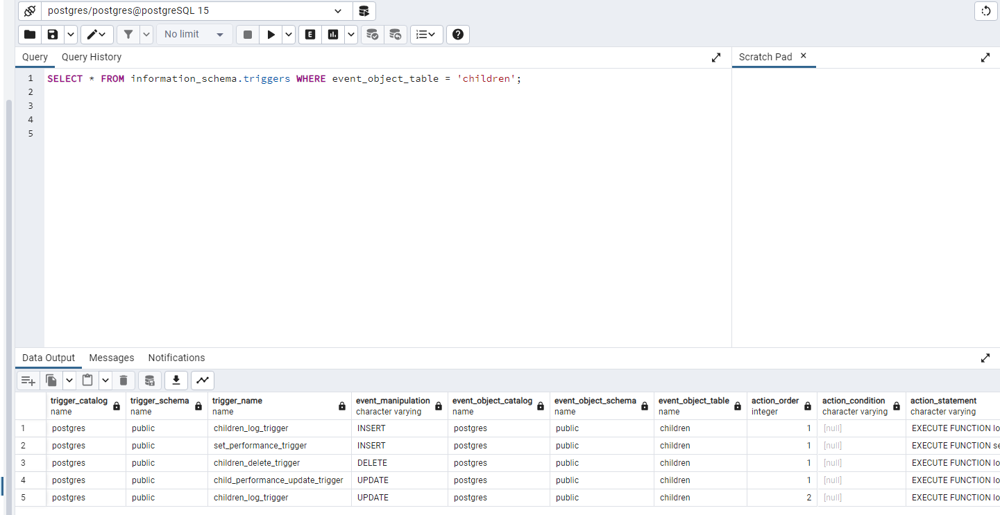 postgres/postgres@postgreSQL 15
No limit
E
Query Query History
Scratch Pad ×
1 SELECT * FROM information_schema.triggers WHERE event_object_table = 'children';
2
3
4
5
Data Output Messages Notifications
trigger_catalog trigger_schema trigger_name event_manipulation event_object_catalog event_object_schema event_object_table action_order action_condition action_statement
name name name character varying name name name integer character varying character varying
1 postgres public children_log_trigger INSERT postgres public children 1 [null] EXECUTE FUNCTION lo
2 postgres public set_performance_trigger INSERT postgres public children 1 [null] EXECUTE FUNCTION se
3 postgres public children_delete_trigger DELETE postgres public children 1 [null] EXECUTE FUNCTION lo
4 postgres public child_performance_update_trigger UPDATE postgres public children 1 [null] EXECUTE FUNCTION lo
5 postgres public children_log_trigger UPDATE postgres public children 2 [null] EXECUTE FUNCTION lo